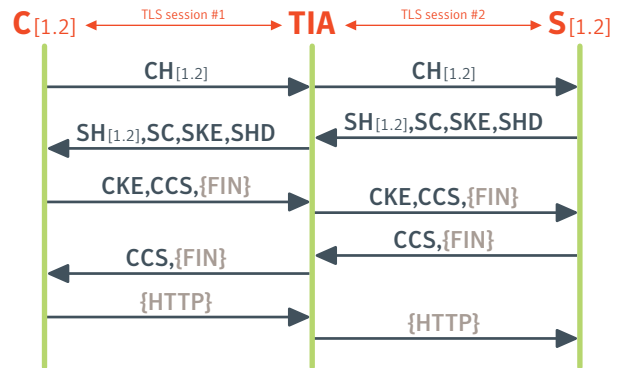 C[1.2] TLS session #1 TIA TLS session #2 S[1.2]
CH[1.2] CH[1.2]
SH[1.2],SC,SKE,SHD
SH[1.2],SC,SKE,SHD
CKE,CCS,{FIN}
CKE,CCS,{FIN}
CCS,{FIN}
CCS,{FIN}
{HTTP}
{HTTP}